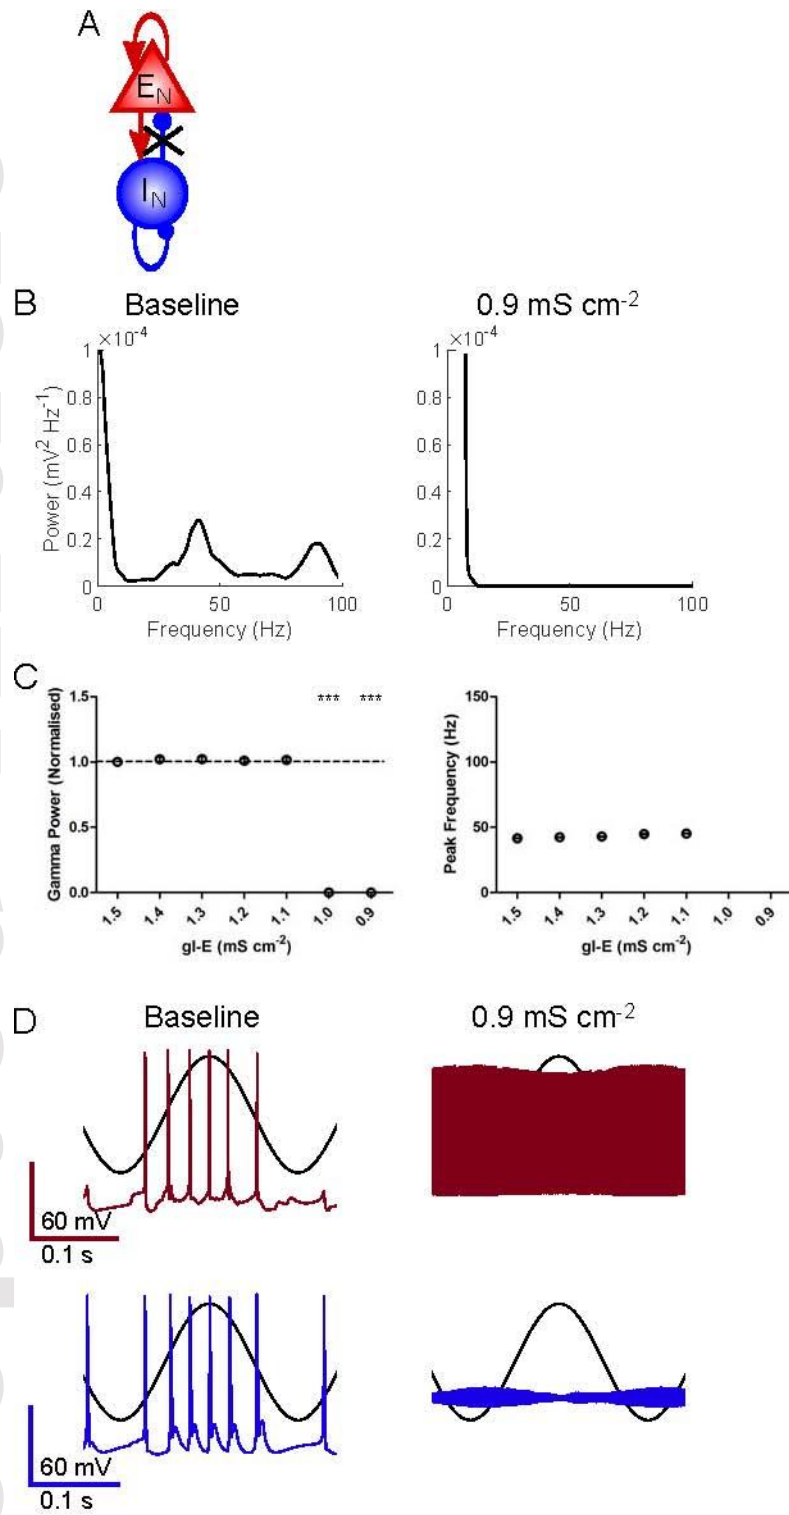 A
E_N
I_N
B
Baseline
0.9 mS cm⁻²
×10⁻⁴
1
0.8
0.6
0.4
0.2
0
Power (mV² Hz⁻¹)
0 50 100
Frequency (Hz)
×10⁻⁴
1
0.8
0.6
0.4
0.2
0
0 50 100
Frequency (Hz)
C
Gamma Power (Normalised)
1.5
1.0
0.5
0.0
*** ***
1.5 1.4 1.3 1.2 1.1 1.0 0.9
gI-E (mS cm⁻²)
Peak Frequency (Hz)
150
100
50
0
1.5 1.4 1.3 1.2 1.1 1.0 0.9
gI-E (mS cm⁻²)
D
Baseline
0.9 mS cm⁻²
60 mV
0.1 s
60 mV
0.1 s